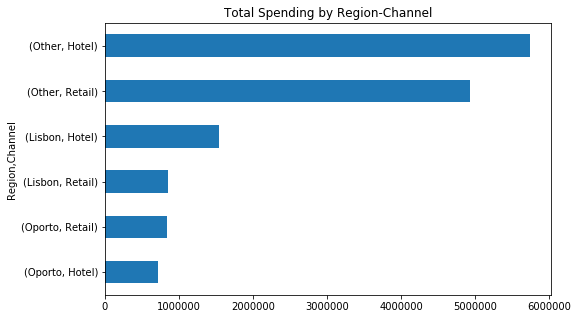 Total Spending by Region-Channel
(Other, Hotel)
(Other, Retail)
(Lisbon, Hotel)
(Lisbon, Retail)
(Oporto, Retail)
(Oporto, Hotel)
Region,Channel
0 1000000 2000000 3000000 4000000 5000000 6000000